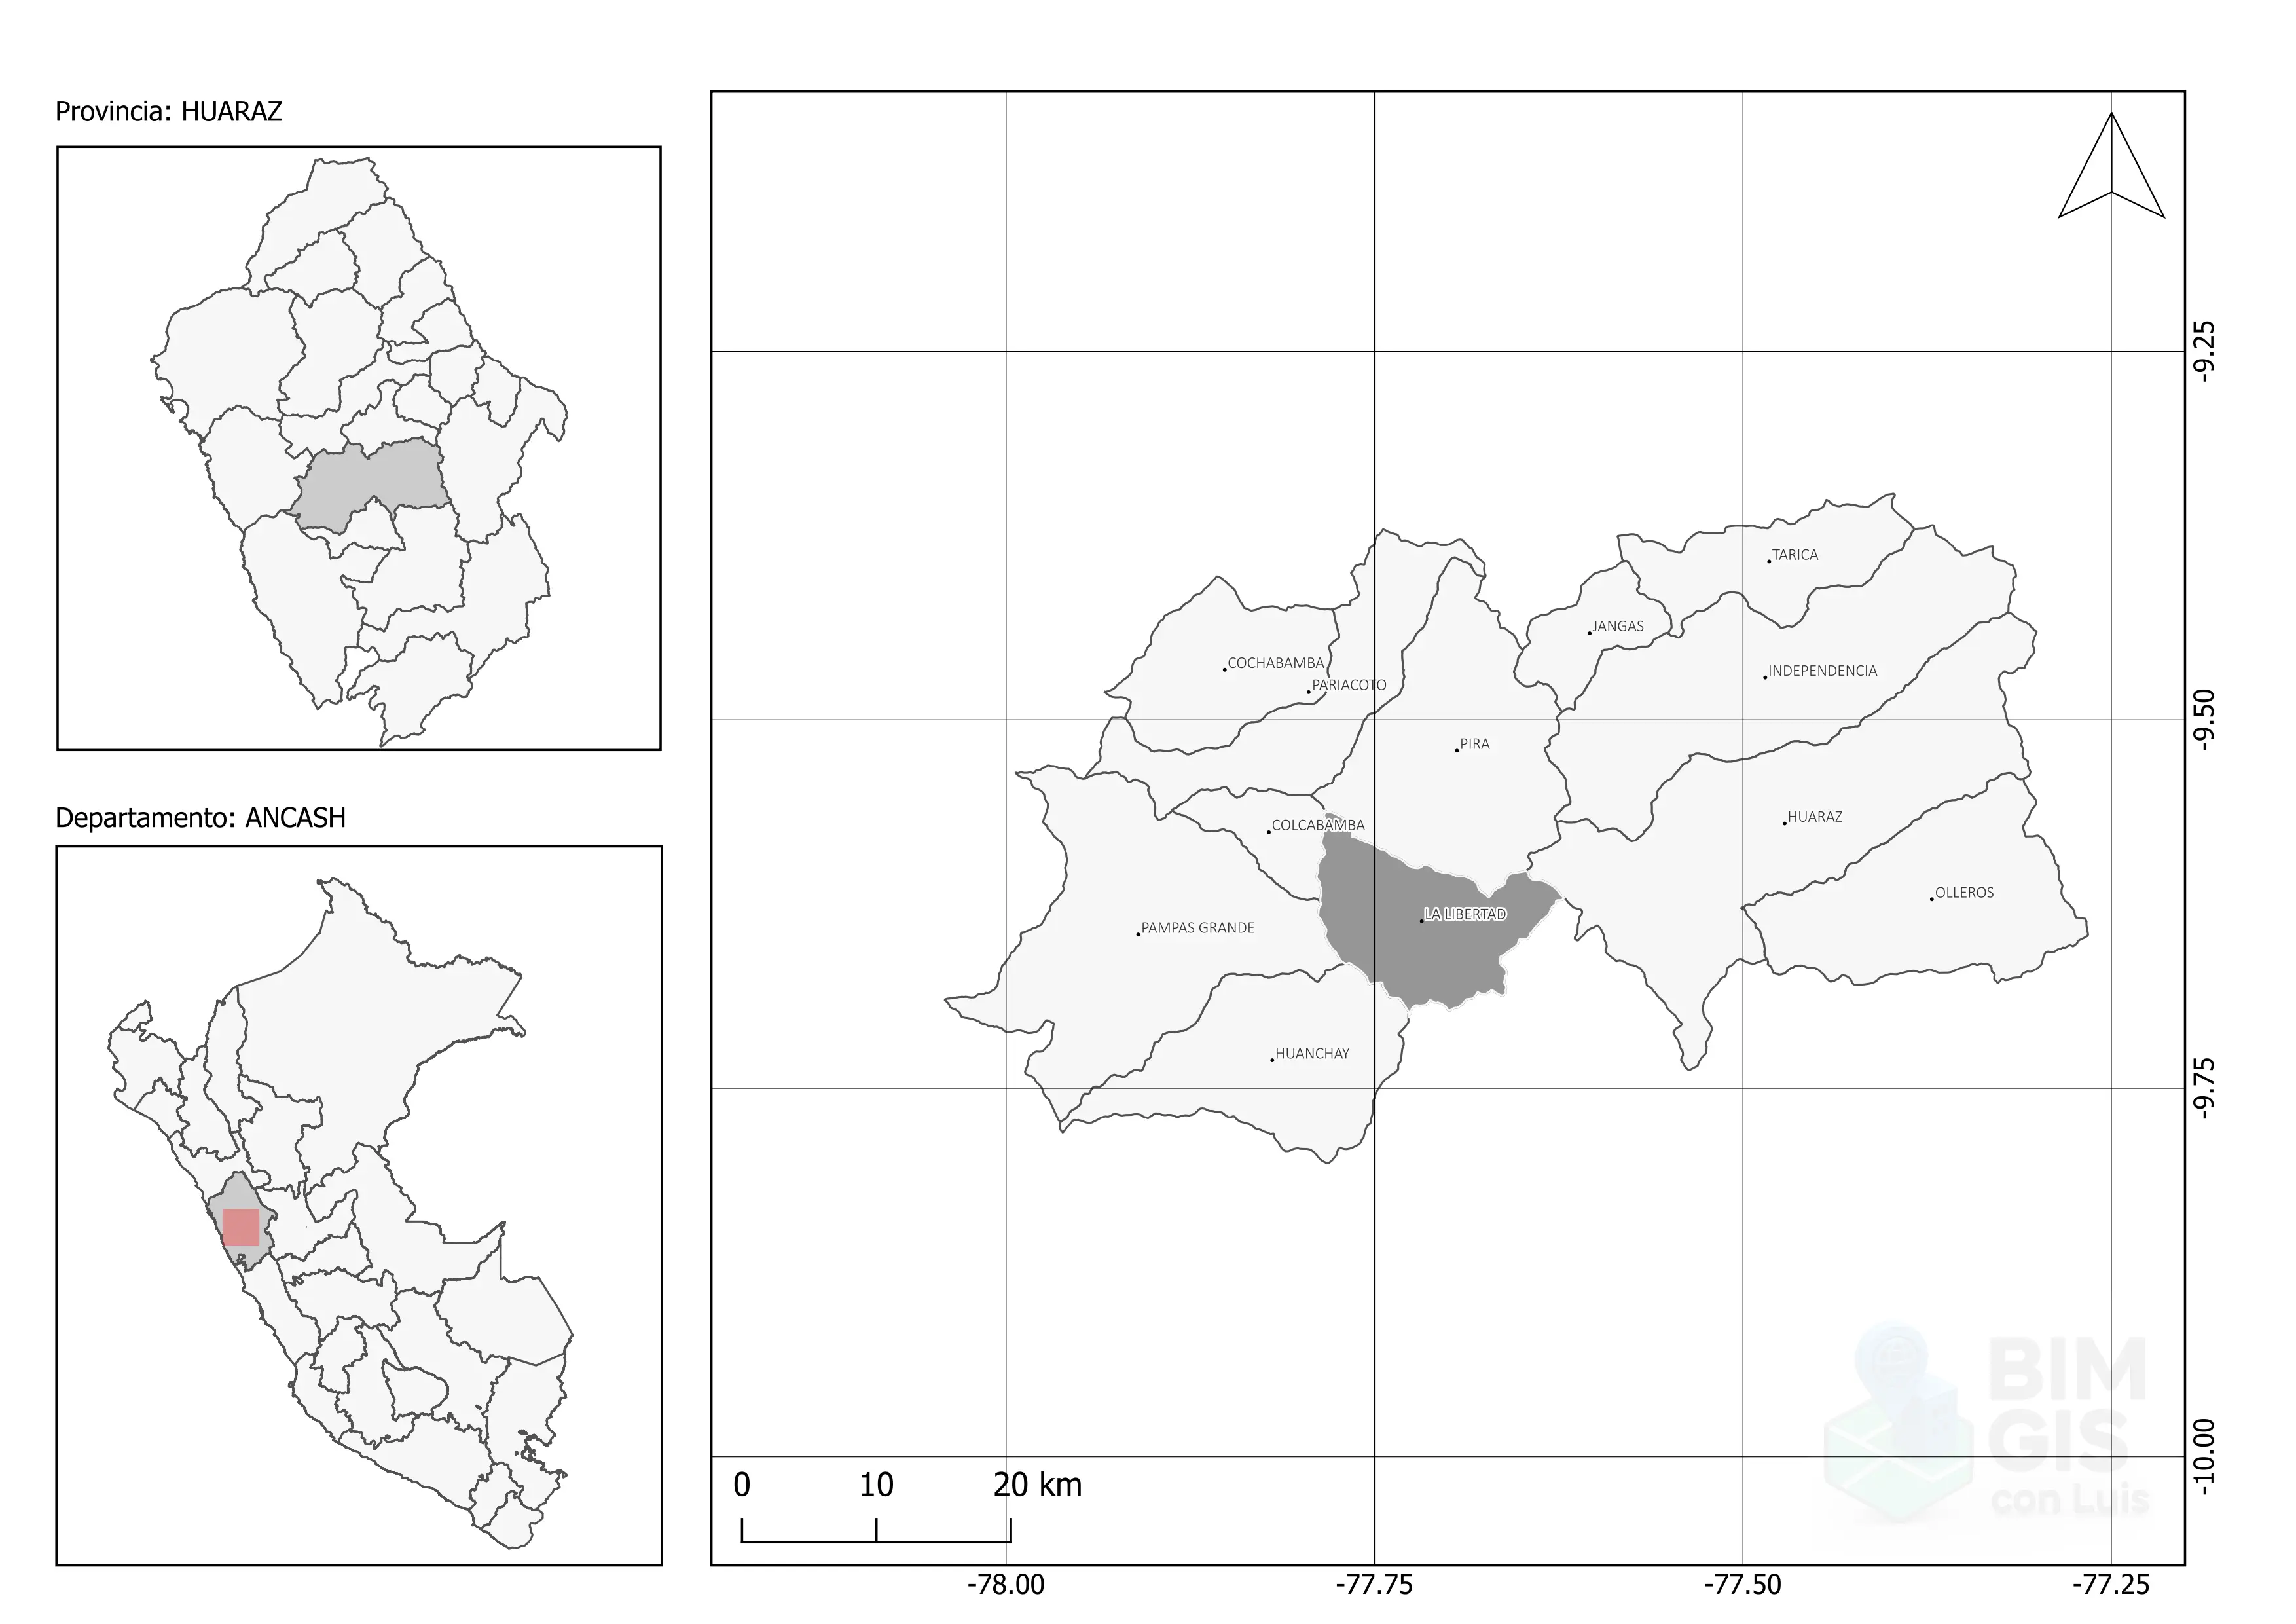 Provincia: HUARAZ
Departamento: ANCASH
TARICA
JANGAS
COCHABAMBA
INDEPENDENCIA
PARIACOTO
PIRA
HUARAZ
COLCABAMBA
OLLEROS
LA LIBERTAD
PAMPAS GRANDE
HUANCHAY
-9.25
-9.50
-9.75
-10.00
0 10 20 km
-78.00 -77.75 -77.50 -77.25
BIM
GIS
con Luis